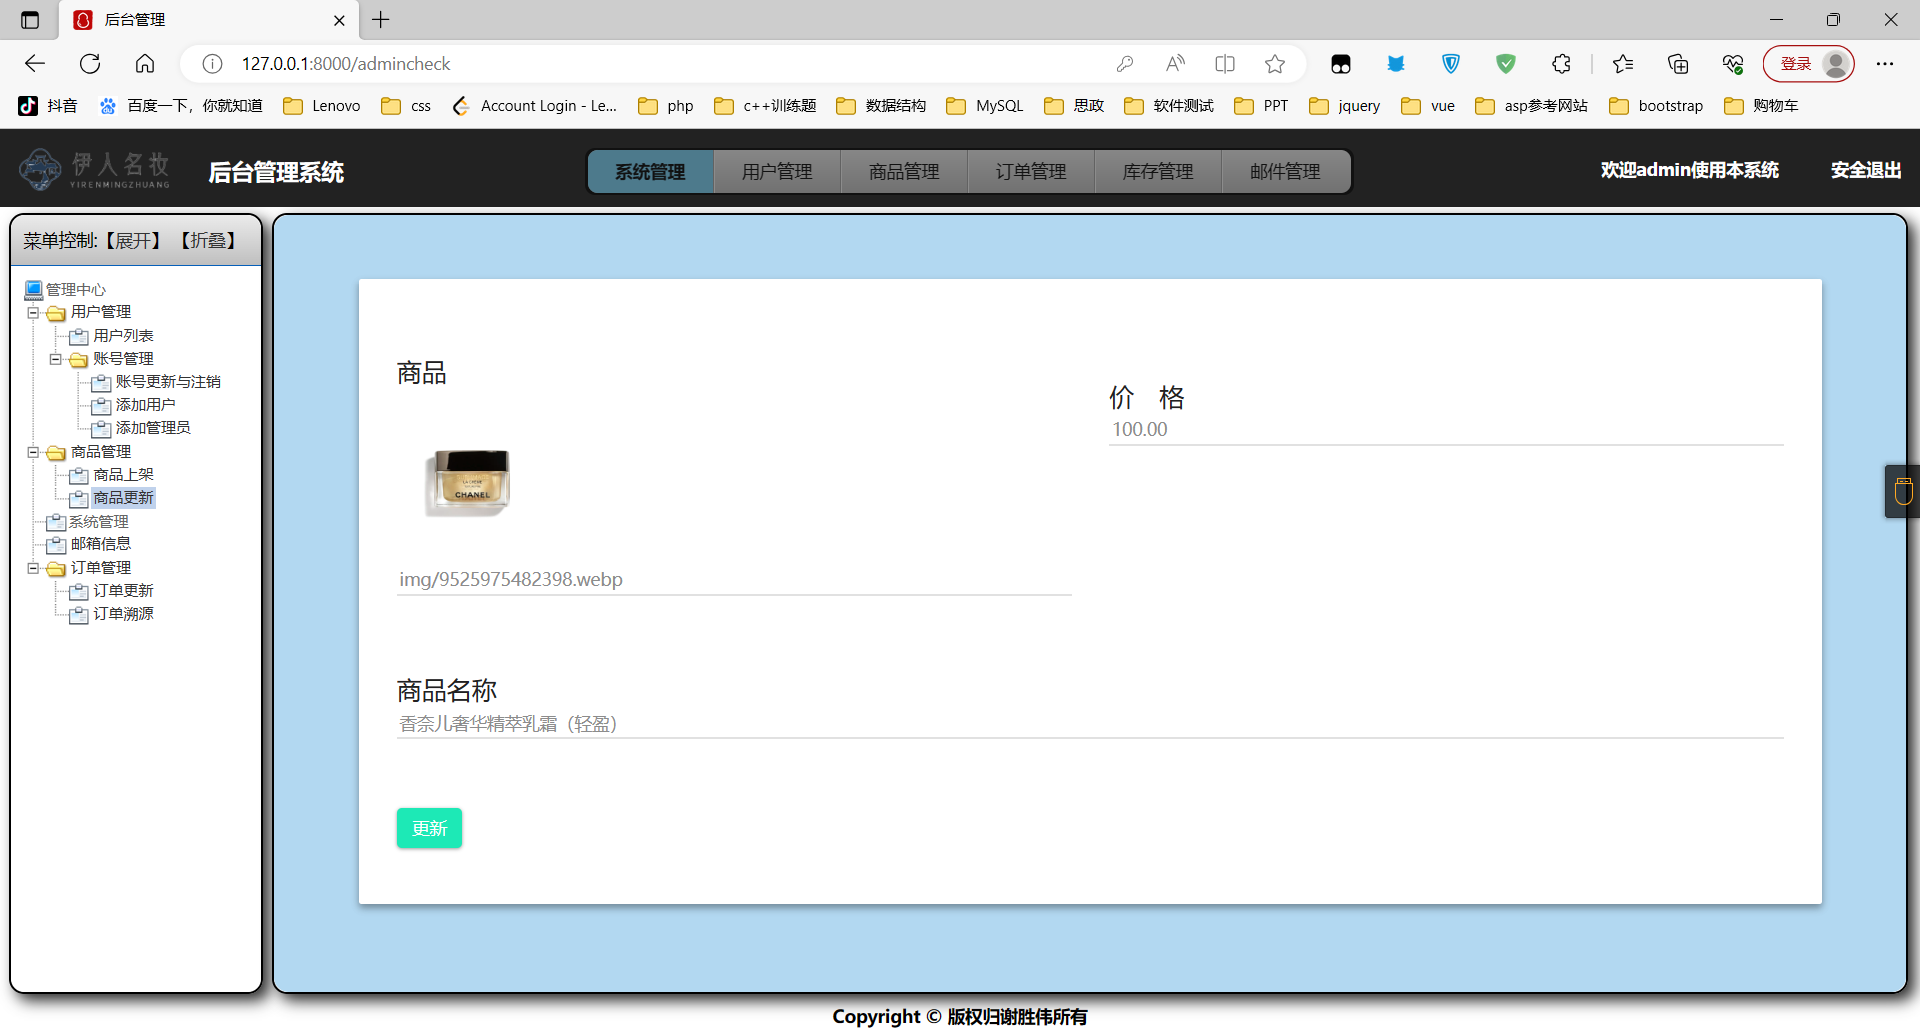 后台管理
127.0.0.1:8000/admincheck
登录
抖音 百度一下，你就知道 Lenovo css Account Login - Le... php c++训练题 数据结构 MySQL 思政 软件测试 PPT jquery vue asp参考网站 bootstrap 购物车
伊人名妆
YIRENMINGZHUANG
后台管理系统
系统管理 用户管理 商品管理 订单管理 库存管理 邮件管理
欢迎admin使用本系统 安全退出
菜单控制:【展开】 【折叠】
管理中心
用户管理
用户列表
账号管理
账号更新与注销
添加用户
添加管理员
商品管理
商品上架
商品更新
系统管理
邮箱信息
订单管理
订单更新
订单溯源
商品
CHANEL
img/9525975482398.webp
价 格
100.00
商品名称
香奈儿奢华精萃乳霜（轻盈）
更新
Copyright © 版权归谢胜伟所有